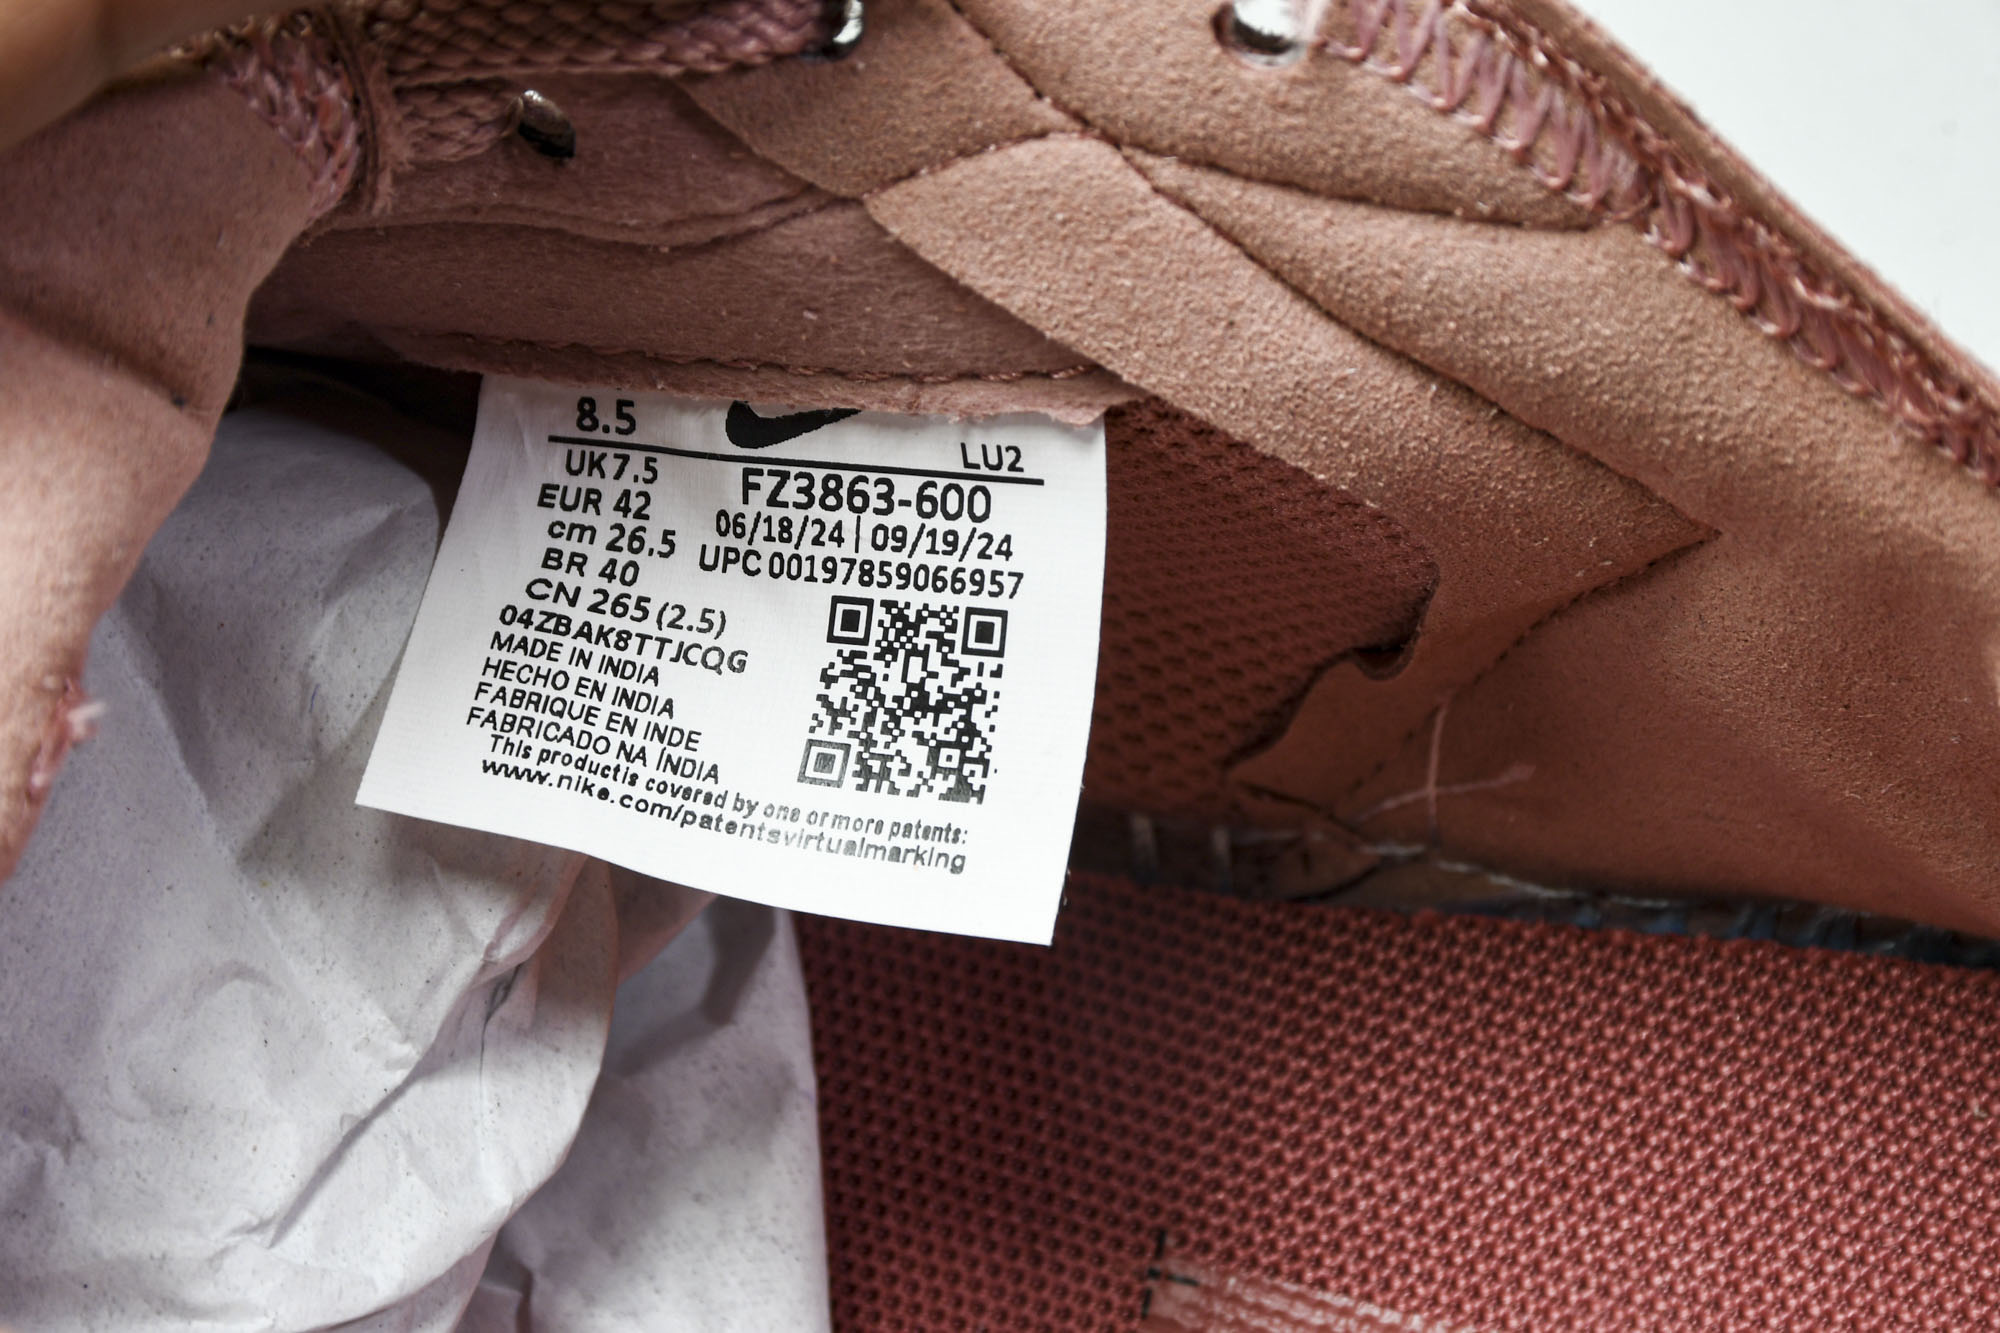 8.5
LU2
UK7.5
EUR 42
cm 26.5
BR 40
CN 265 (2.5)
FZ3863-600
06/18/24 | 09/19/24
UPC 00197859066957
04ZBAK8TTJCQG
MADE IN INDIA
HECHO EN INDIA
FABRIQUE EN INDE
FABRICADO NA ÍNDIA
This product is covered by one or more patents:
www.nike.com/patentsvirtualmarking